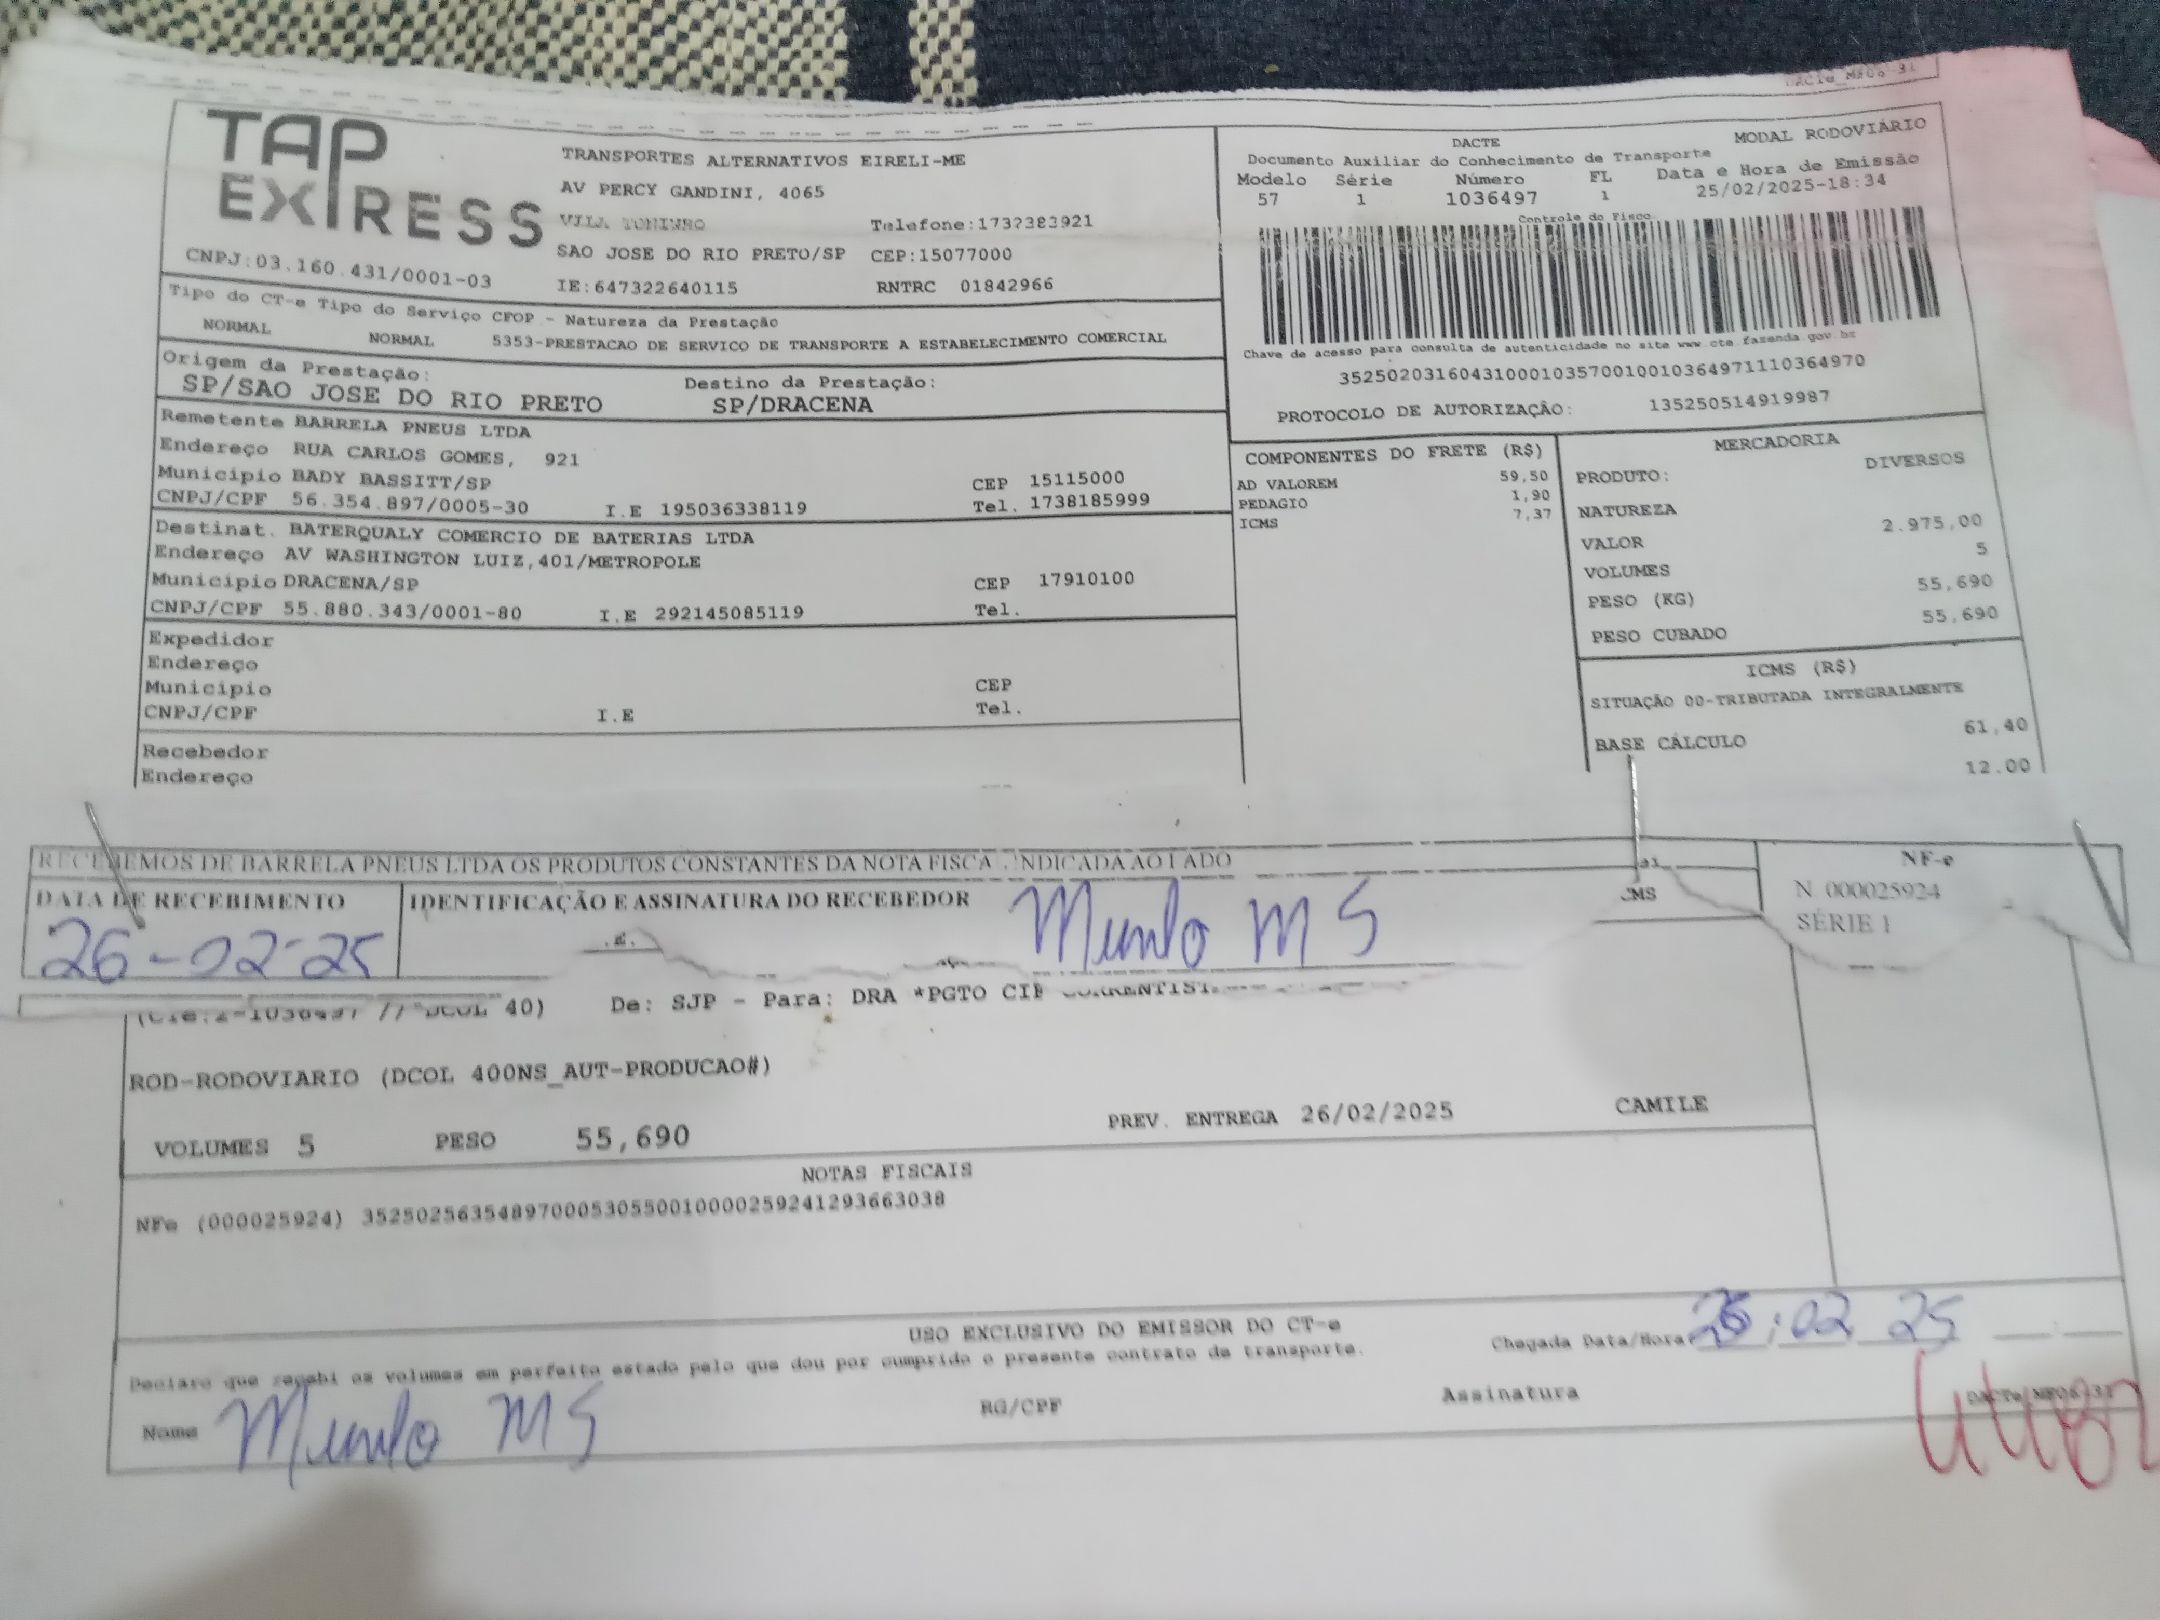 TAP EXPRESS
CNPJ:03.160.431/0001-03
TRANSPORTES ALTERNATIVOS EIRELI-ME
AV PERCY GANDINI, 4065
VILA TONINHO Telefone:1732383921
SAO JOSE DO RIO PRETO/SP CEP:15077000
IE:647322640115 RNTRC 01842966
DACTE MODAL RODOVIÁRIO
Documento Auxiliar do Conhecimento de Transporte
Modelo Série Número FL Data e Hora de Emissão
57 1 1036497 1 25/02/2025-18:34
Controle do Fisco
Chave de acesso para consulta de autenticidade no site www.cte.fazenda.gov.br
35250203160431000103570010010364971110364970
PROTOCOLO DE AUTORIZAÇÃO: 135250514919987
Tipo do CT-e Tipo do Serviço CFOP - Natureza da Prestação
NORMAL NORMAL 5353-PRESTACAO DE SERVICO DE TRANSPORTE A ESTABELECIMENTO COMERCIAL
Origem da Prestação: Destino da Prestação:
SP/SAO JOSE DO RIO PRETO SP/DRACENA
Remetente BARRELA PNEUS LTDA
Endereço RUA CARLOS GOMES, 921
Município BADY BASSITT/SP CEP 15115000
CNPJ/CPF 56.354.897/0005-30 I.E 195036338119 Tel. 1738185999
Destinat. BATERQUALY COMERCIO DE BATERIAS LTDA
Endereço AV WASHINGTON LUIZ,401/METROPOLE
Município DRACENA/SP CEP 17910100
CNPJ/CPF 55.880.343/0001-80 I.E 292145085119 Tel.
Expedidor
Endereço
Município CEP
CNPJ/CPF I.E Tel.
Recebedor
Endereço
COMPONENTES DO FRETE (R$)
AD VALOREM 59,50
PEDAGIO 1,90
ICMS 7,37
MERCADORIA
PRODUTO: DIVERSOS
NATUREZA
VALOR 2.975,00
VOLUMES 5
PESO (KG) 55,690
PESO CUBADO 55,690
ICMS (R$)
SITUAÇÃO 00-TRIBUTADA INTEGRALMENTE
BASE CÁLCULO 61,40
12.00
RECEBEMOS DE BARRELA PNEUS LTDA OS PRODUTOS CONSTANTES DA NOTA FISCA INDICADA AO LADO
DATA DE RECEBIMENTO IDENTIFICAÇÃO E ASSINATURA DO RECEBEDOR
26-02-25
MS
NF-e
N 000025924
SÉRIE 1
De: SJP - Para: DRA *PGTO CIF
ROD-RODOVIARIO (DCOL 400NS_AUT-PRODUCAO#)
VOLUMES 5 PESO 55,690 PREV. ENTREGA 26/02/2025 CAMILE
NOTAS FISCAIS
NFe (000025924) 35250256354897000530550010000259241293663038
USO EXCLUSIVO DO EMISSOR DO CT-e
Declaro que recebi os volumes em perfeito estado pelo que dou por cumprido o presente contrato de transporte.
Chegada Data/Hora 26 02 25
Nome MS RG/CPF Assinatura